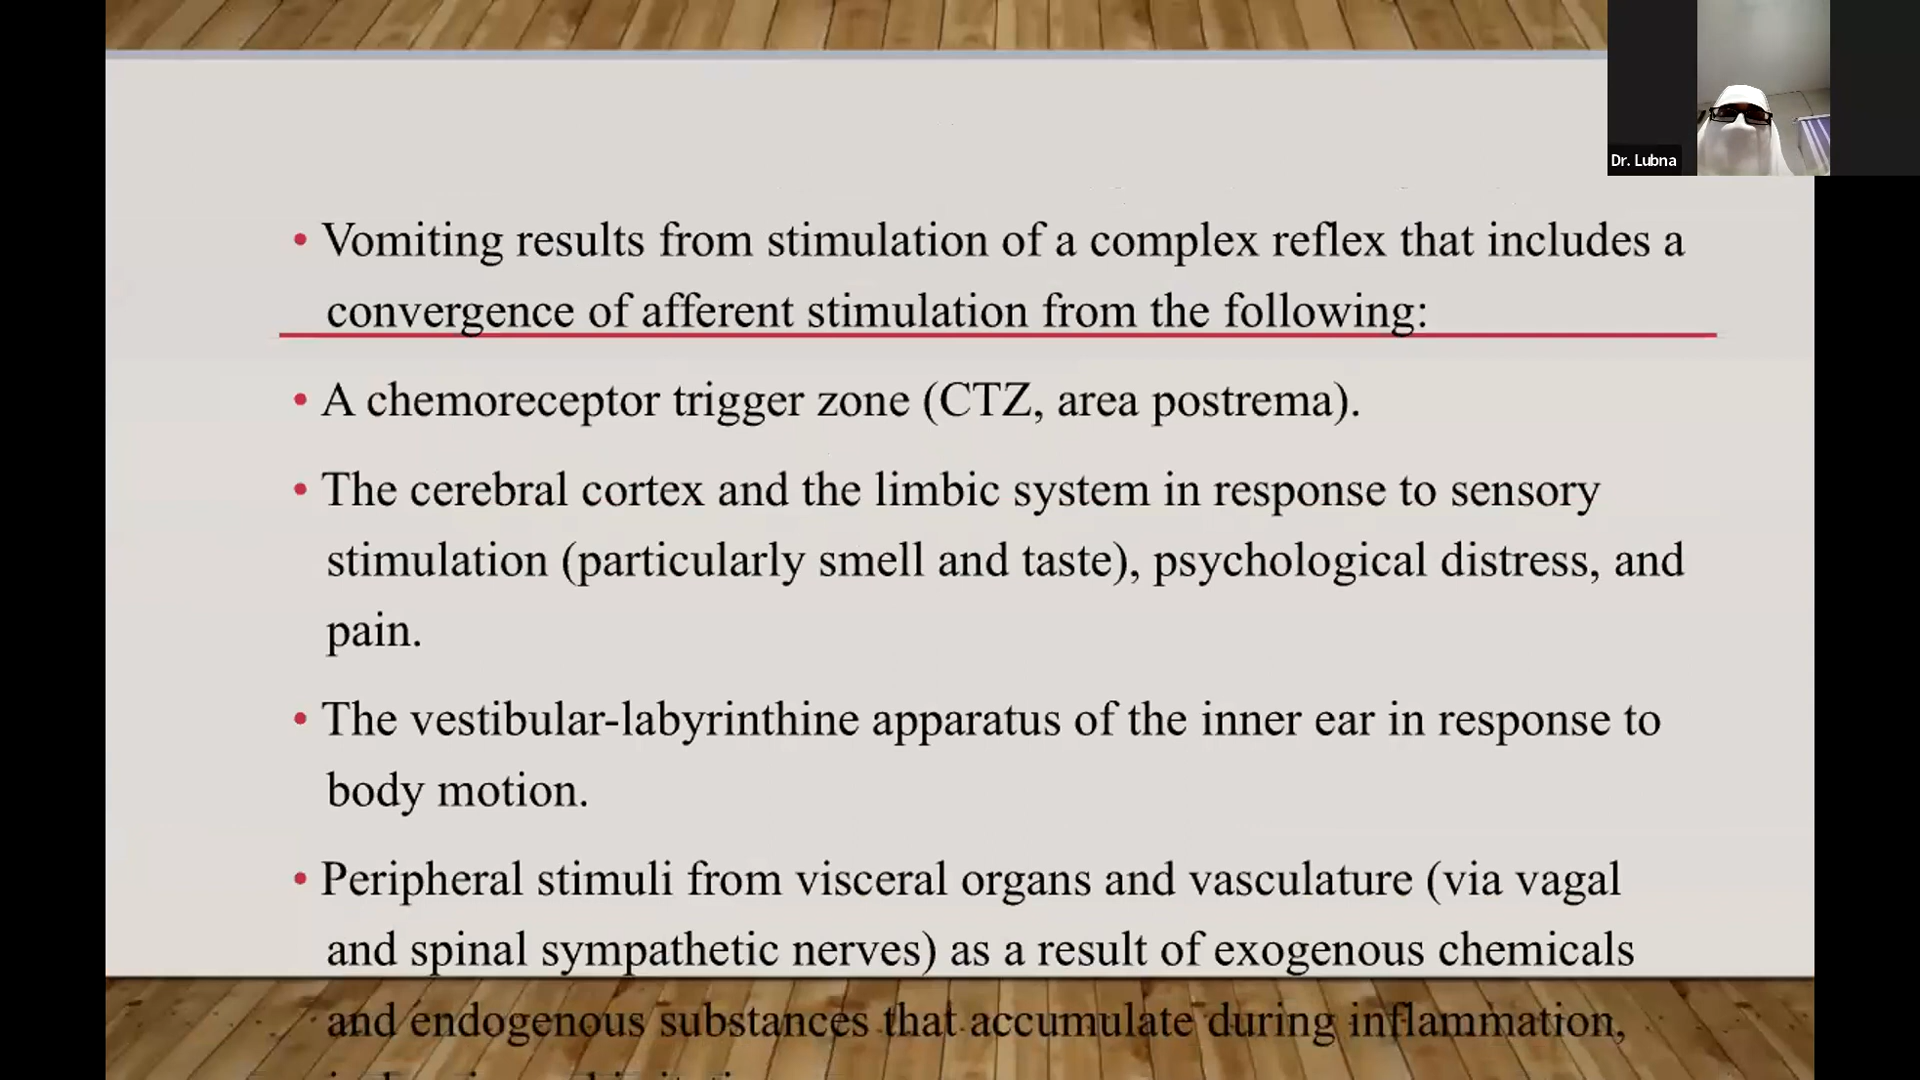 Dr. Lubna
• Vomiting results from stimulation of a complex reflex that includes a
convergence of afferent stimulation from the following:
• A chemoreceptor trigger zone (CTZ, area postrema).
• The cerebral cortex and the limbic system in response to sensory
stimulation (particularly smell and taste), psychological distress, and
pain.
• The vestibular-labyrinthine apparatus of the inner ear in response to
body motion.
• Peripheral stimuli from visceral organs and vasculature (via vagal
and spinal sympathetic nerves) as a result of exogenous chemicals
and endogenous substances that accumulate during inflammation,